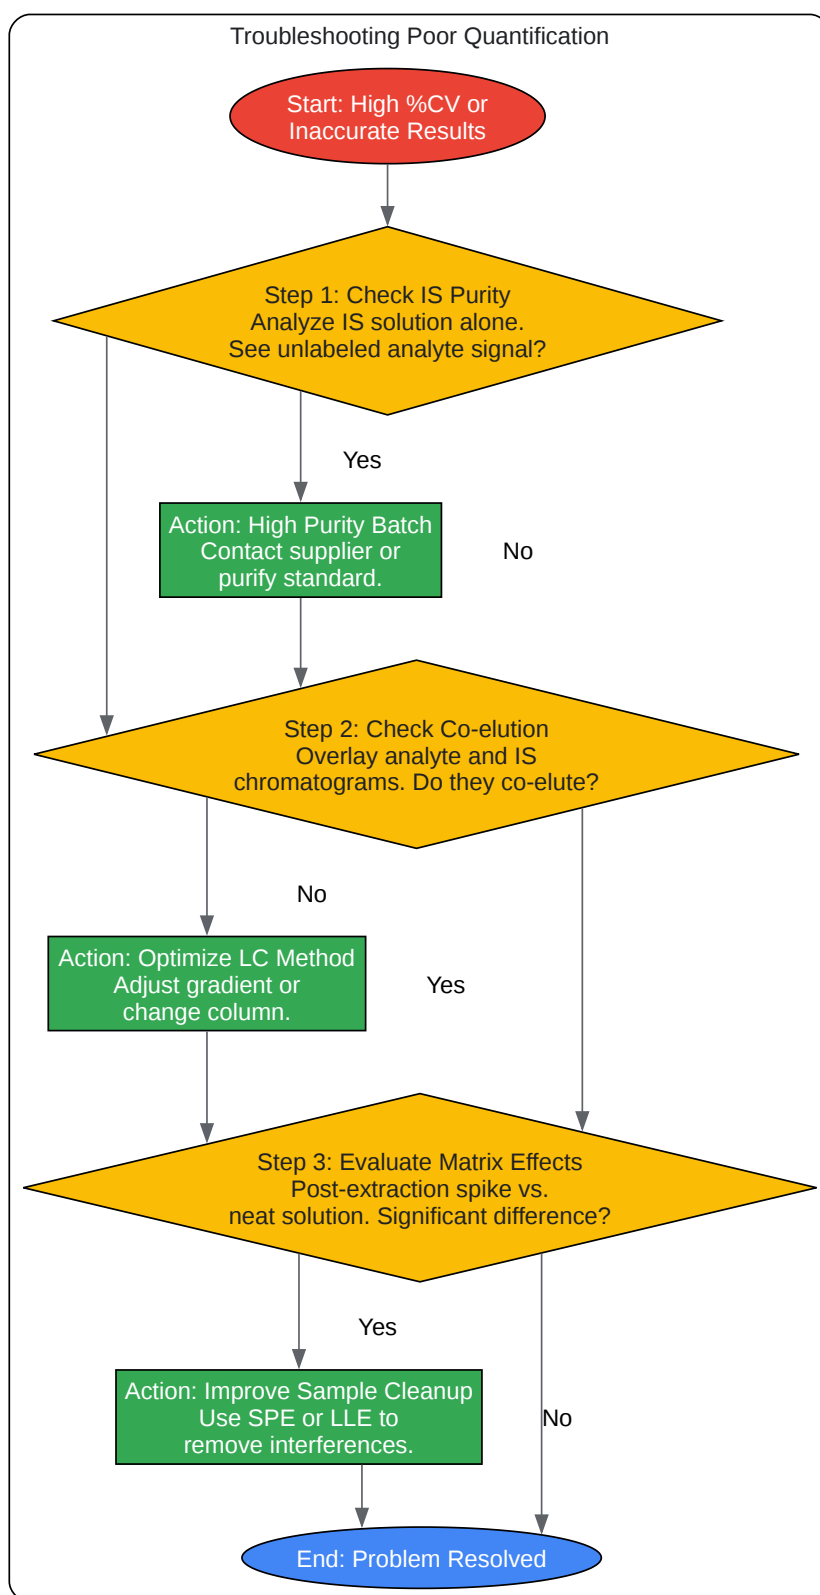 Troubleshooting Poor Quantification
Start: High %CV or
Inaccurate Results
Step 1: Check IS Purity
Analyze IS solution alone.
See unlabeled analyte signal?
Yes
Action: High Purity Batch
Contact supplier or
purify standard.
No
Step 2: Check Co-elution
Overlay analyte and IS
chromatograms. Do they co-elute?
No
Action: Optimize LC Method
Adjust gradient or
change column.
Yes
Step 3: Evaluate Matrix Effects
Post-extraction spike vs.
neat solution. Significant difference?
Yes
Action: Improve Sample Cleanup
Use SPE or LLE to
remove interferences.
No
End: Problem Resolved